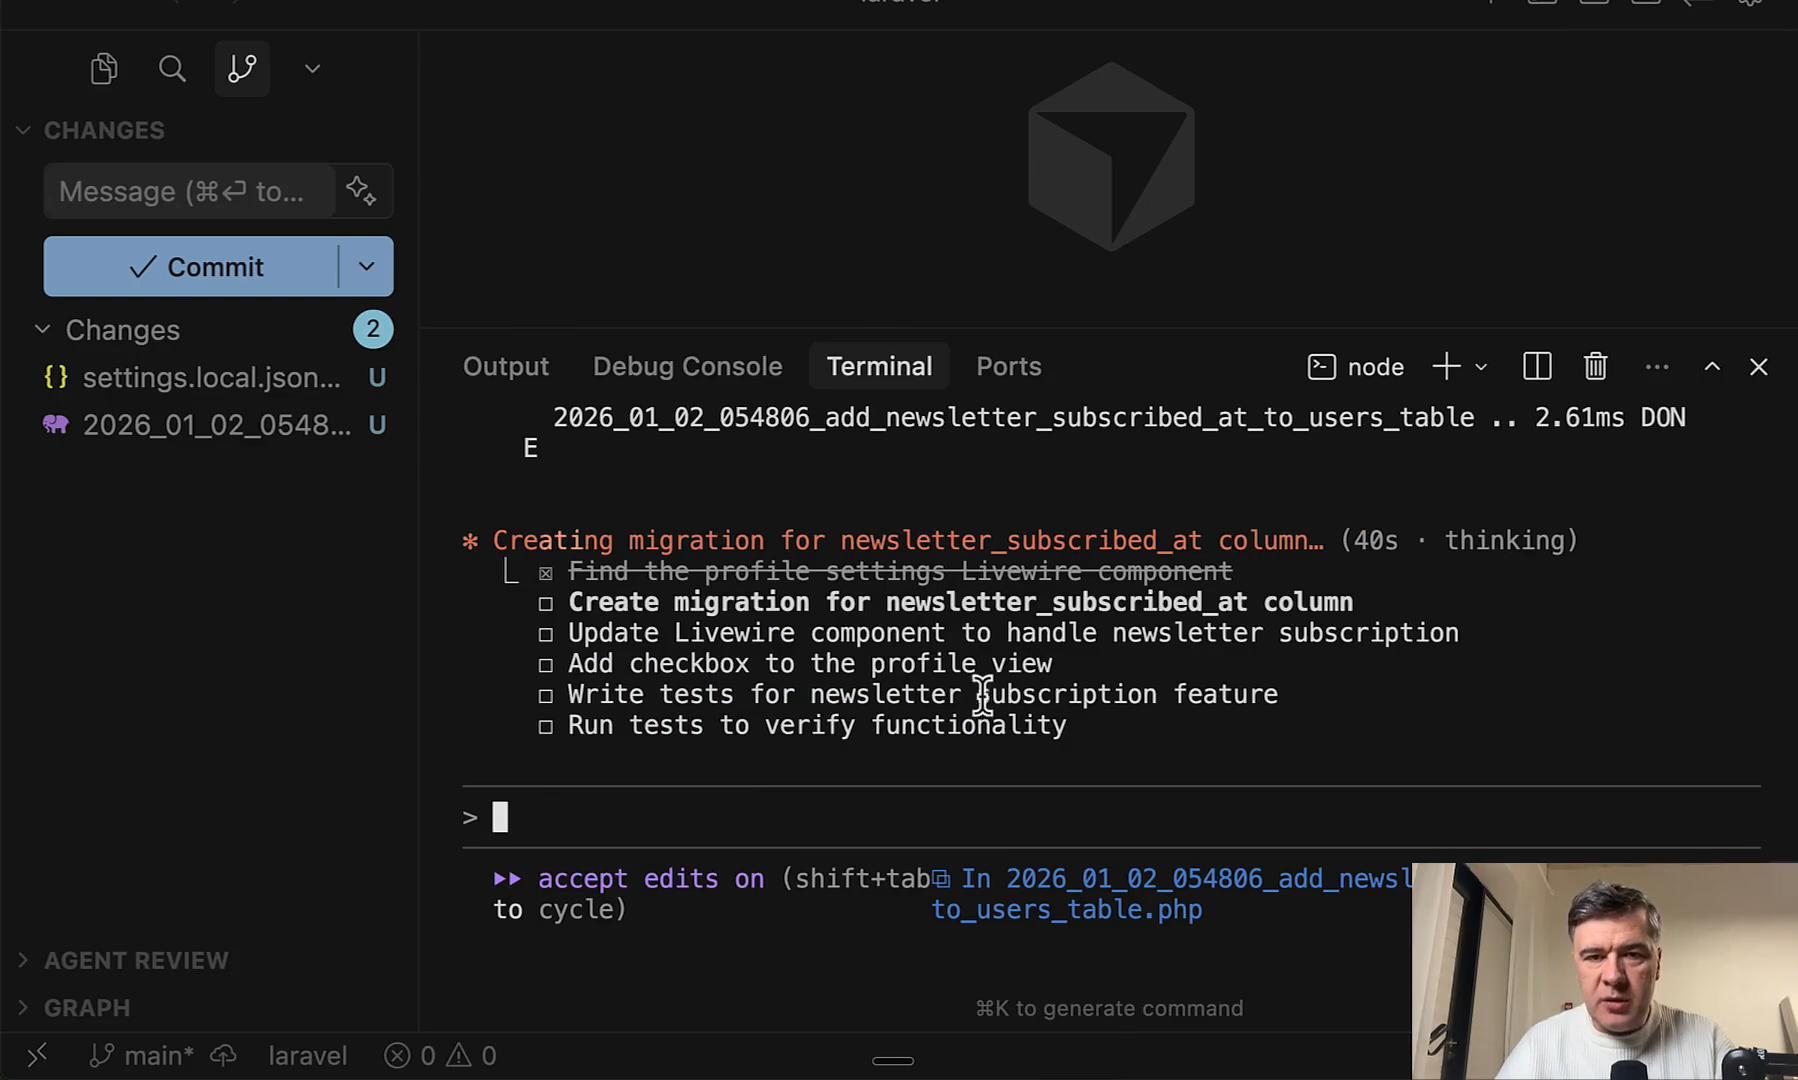 CHANGES
Message (⌘⏎ to...
Commit
Changes
2
{} settings.local.json... U
2026_01_02_0548... U
AGENT REVIEW
GRAPH
main*
laravel
0
0
Output
Debug Console
Terminal
Ports
node
2026_01_02_054806_add_newsletter_subscribed_at_to_users_table .. 2.61ms DON
E
* Creating migration for newsletter_subscribed_at column… (40s · thinking)
☒ Find the profile settings Livewire component
☐ Create migration for newsletter_subscribed_at column
☐ Update Livewire component to handle newsletter subscription
☐ Add checkbox to the profile view
☐ Write tests for newsletter subscription feature
☐ Run tests to verify functionality
>
⏵⏵ accept edits on (shift+tab
to cycle)
⧉ In 2026_01_02_054806_add_newsl
to_users_table.php
⌘K to generate command